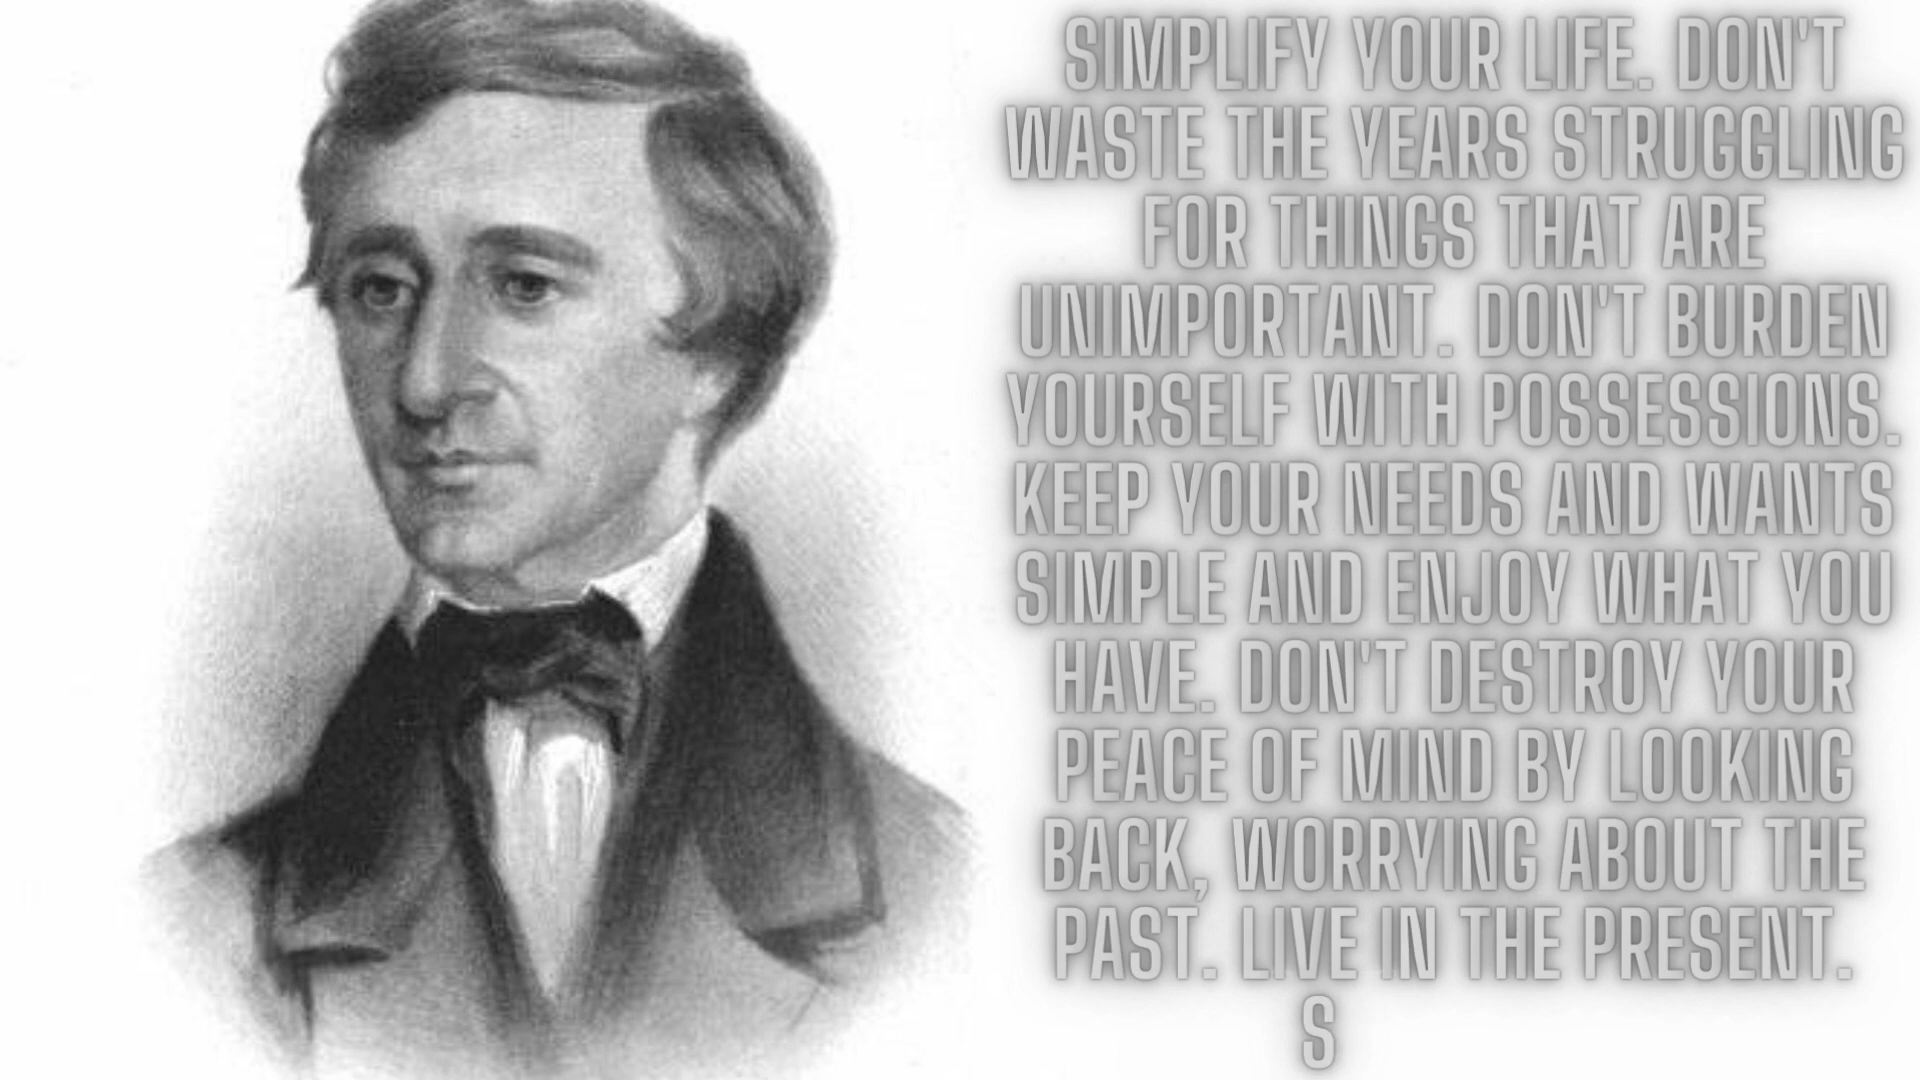 SIMPLIFY YOUR LIFE. DON'T
WASTE THE YEARS STRUGGLING
FOR THINGS THAT ARE
UNIMPORTANT. DON'T BURDEN
YOURSELF WITH POSSESSIONS.
KEEP YOUR NEEDS AND WANTS
SIMPLE AND ENJOY WHAT YOU
HAVE. DON'T DESTROY YOUR
PEACE OF MIND BY LOOKING
BACK, WORRYING ABOUT THE
PAST. LIVE IN THE PRESENT.
S